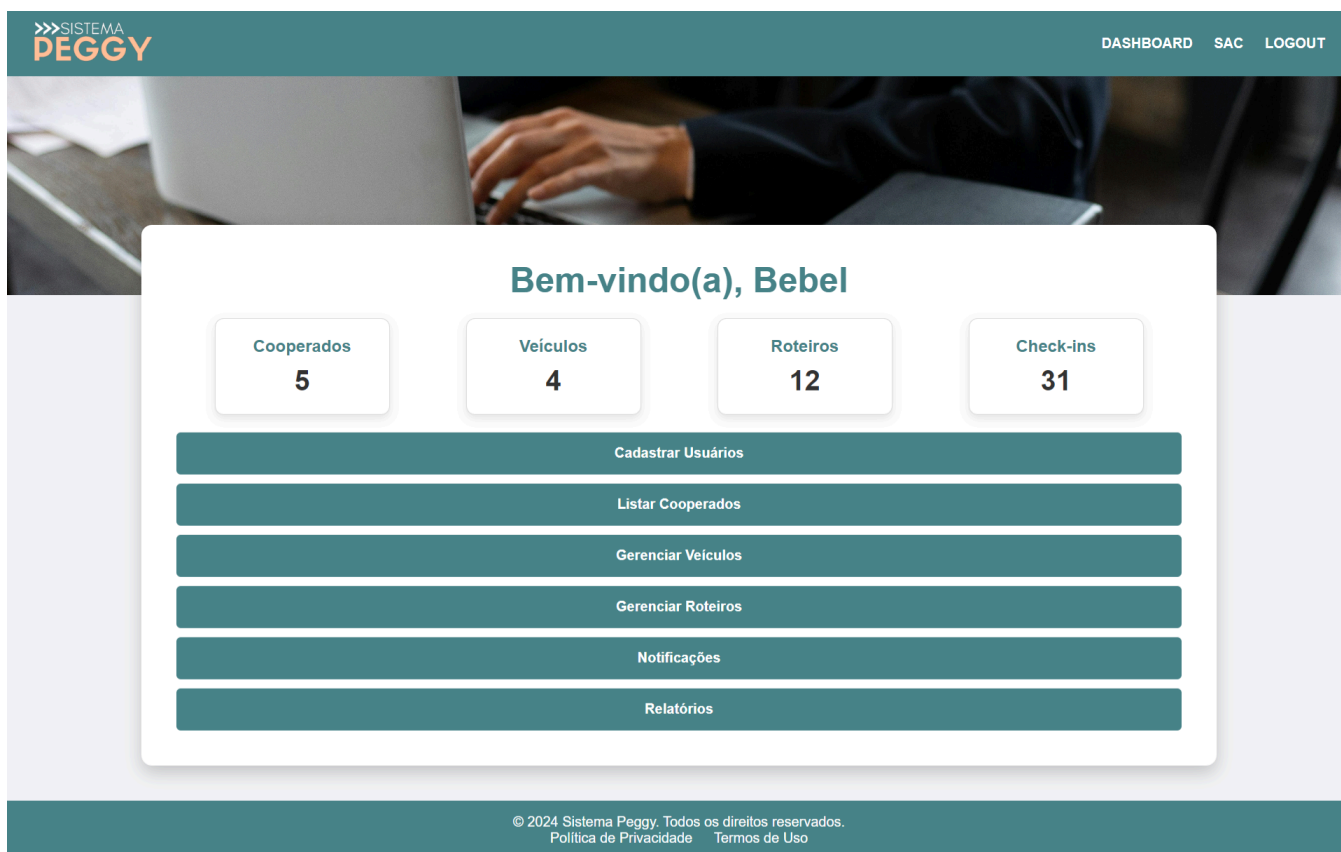 >>>SISTEMA
PEGGY
DASHBOARD SAC LOGOUT
Bem-vindo(a), Bebel
Cooperados Veículos Roteiros Check-ins
5 4 12 31
Cadastrar Usuários
Listar Cooperados
Gerenciar Veículos
Gerenciar Roteiros
Notificações
Relatórios
© 2024 Sistema Peggy. Todos os direitos reservados.
Política de Privacidade Termos de Uso